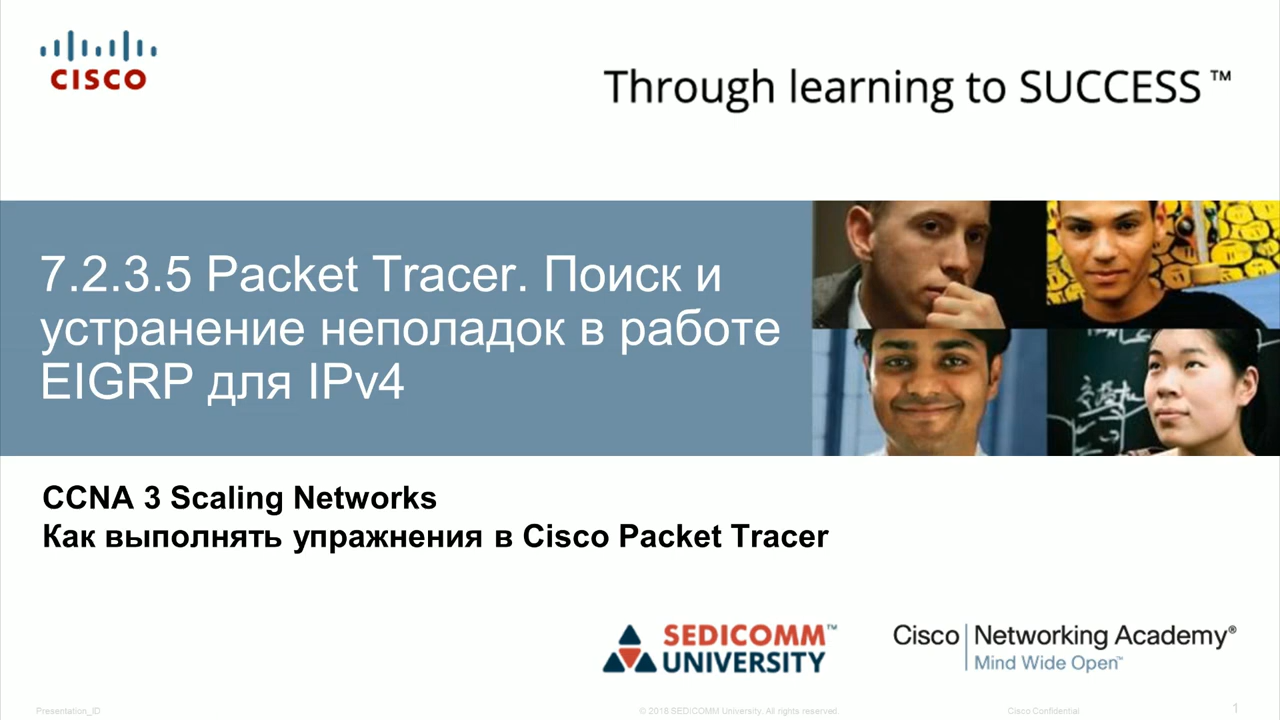 CISCO
Through learning to SUCCESS™
7.2.3.5 Packet Tracer. Поиск и
устранение неполадок в работе
EIGRP для IPv4
CCNA 3 Scaling Networks
Как выполнять упражнения в Cisco Packet Tracer
SEDICOMM™
UNIVERSITY
Cisco Networking Academy®
Mind Wide Open™
Presentation_ID
© 2018 SEDICOMM University. All rights reserved.
Cisco Confidential
1